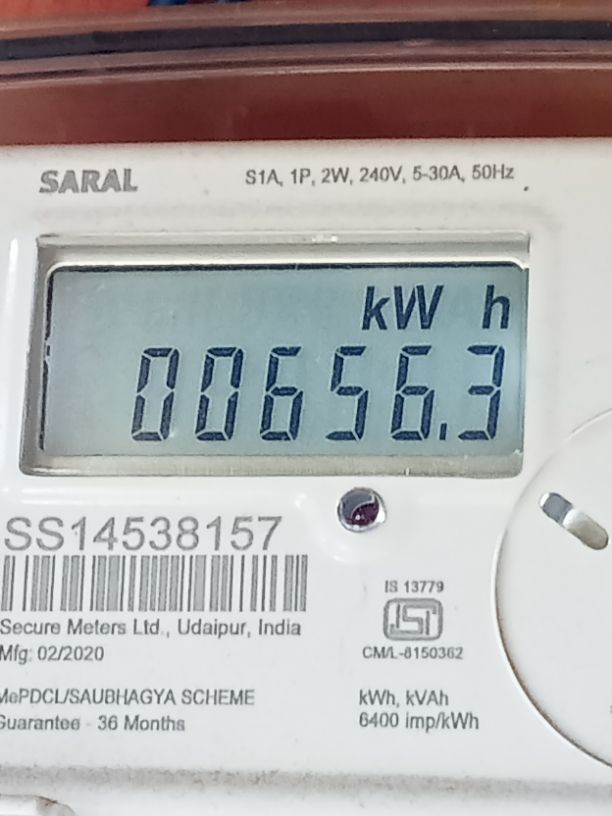 SARAL
S1A, 1P, 2W, 240V, 5-30A, 50Hz
kW h
00656.3
SS14538157
Secure Meters Ltd., Udaipur, India
Mfg: 02/2020
MePDCL/SAUBHAGYA SCHEME
Guarantee - 36 Months
IS 13779
ISI
CM/L-8150362
kWh, kVAh
6400 imp/kWh